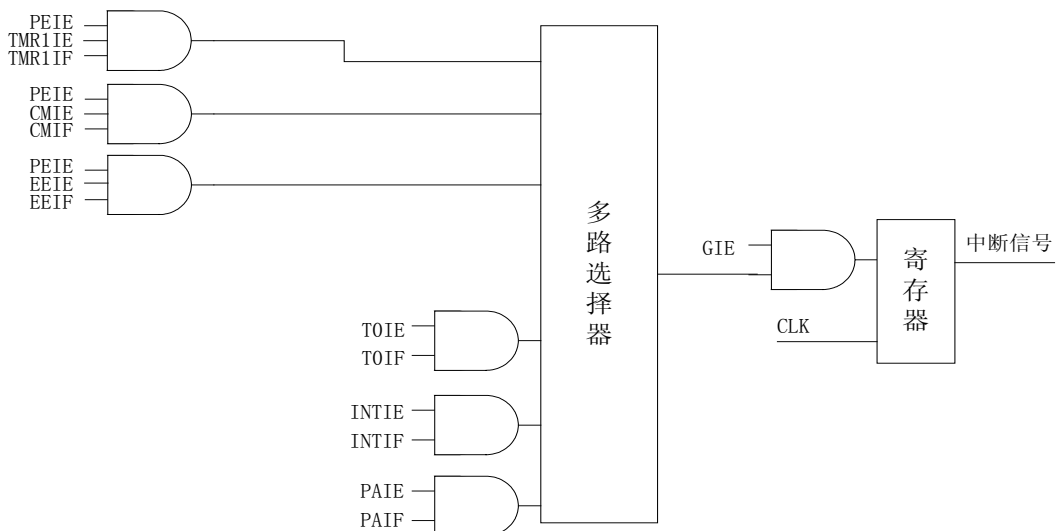 PEIE
TMR1IE
TMR1IF
PEIE
CMIE
CMIF
PEIE
EEIE
EEIF
T0IE
T0IF
INTIE
INTIF
PAIE
PAIF
多路选择器
GIE
CLK
寄存器
中断信号